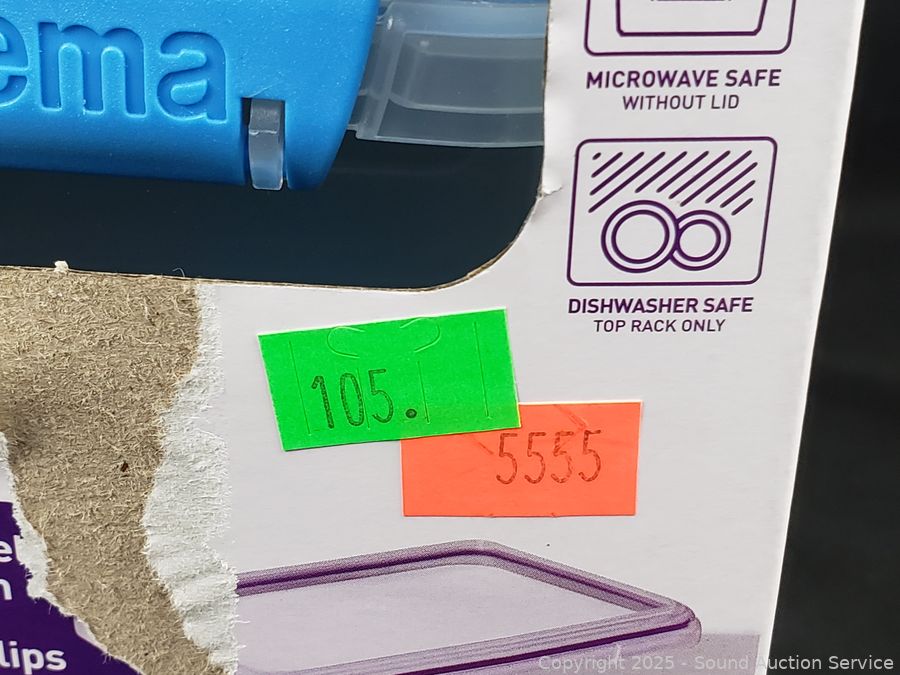 ema
MICROWAVE SAFE
WITHOUT LID
DISHWASHER SAFE
TOP RACK ONLY
105.
5555
lips
Copyright 2025 - Sound Auction Service